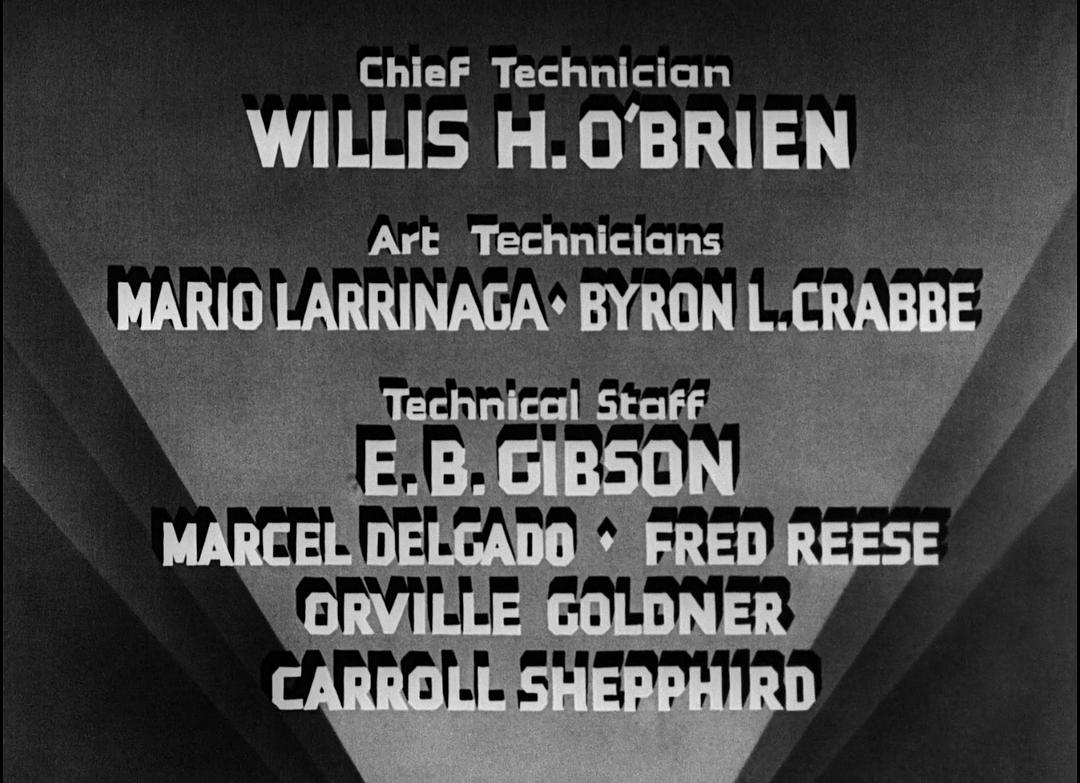 Chief Technician
WILLIS H. O'BRIEN
Art Technicians
MARIO LARRINAGA ♦ BYRON L. CRABBE
Technical Staff
E. B. GIBSON
MARCEL DELGADO ♦ FRED REESE
ORVILLE GOLDNER
CARROLL SHEPPHIRD